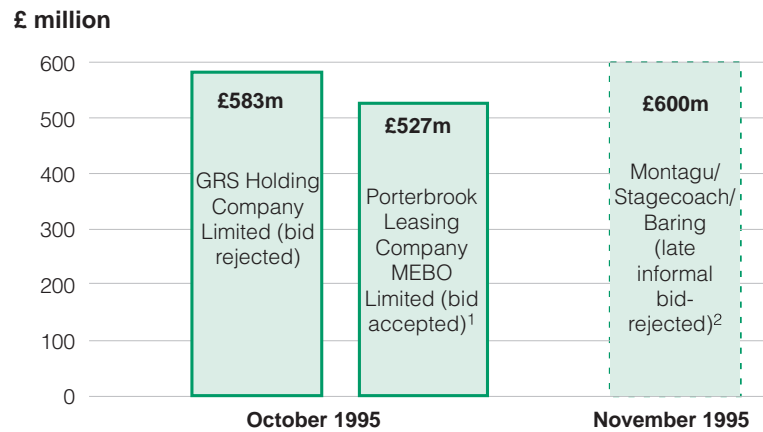 £ million
600
500
400
300
200
100
0
£583m
GRS Holding
Company
Limited (bid
rejected)
£527m
Porterbrook
Leasing
Company
MEBO
Limited (bid
accepted)1
£600m
Montagu/
Stagecoach/
Baring
(late
informal
bid-
rejected)2
October 1995
November 1995